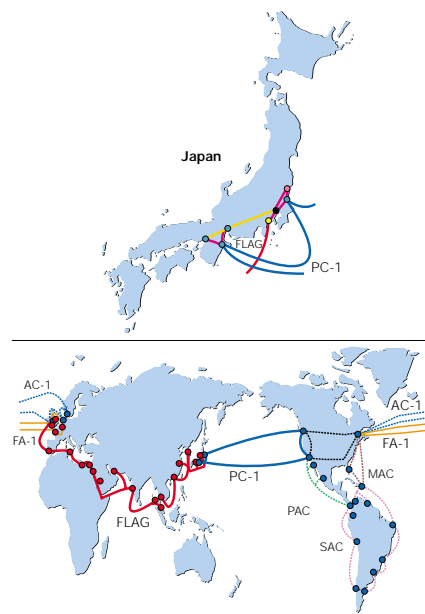 Japan
FLAG
PC-1
AC-1
AC-1
FA-1
FA-1
MAC
PC-1
PAC
FLAG
SAC